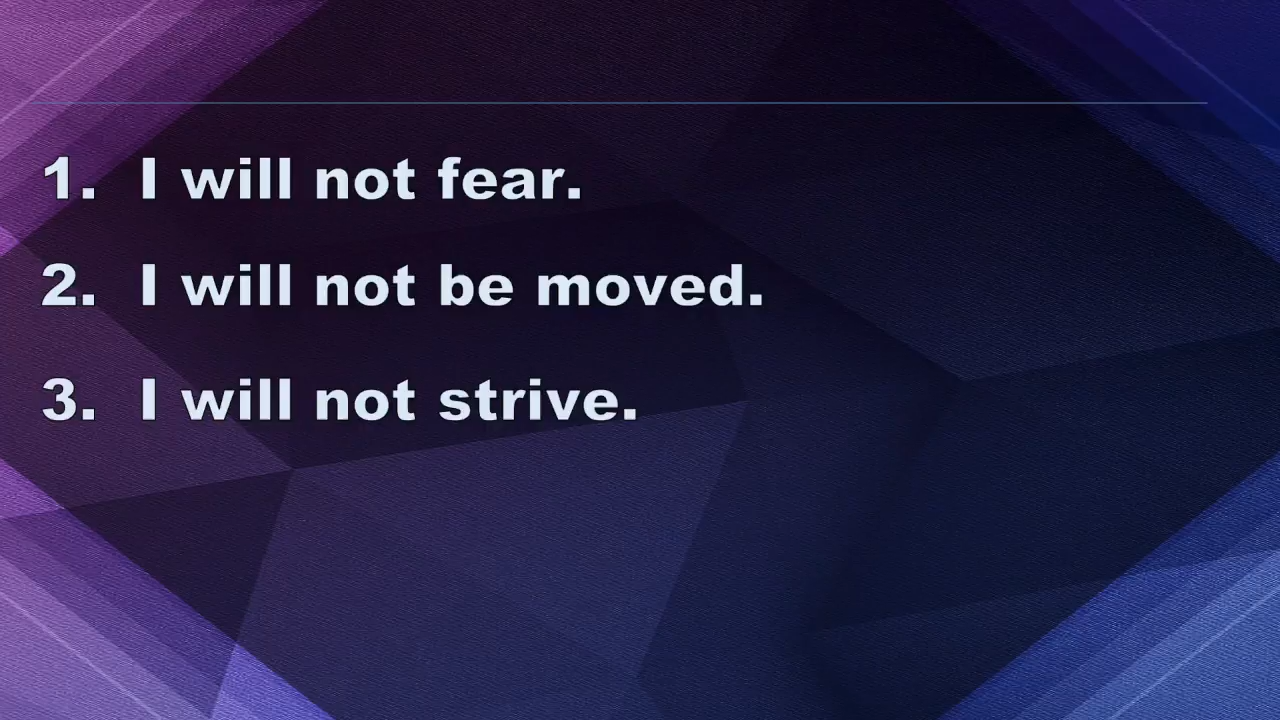 1. I will not fear.
2. I will not be moved.
3. I will not strive.